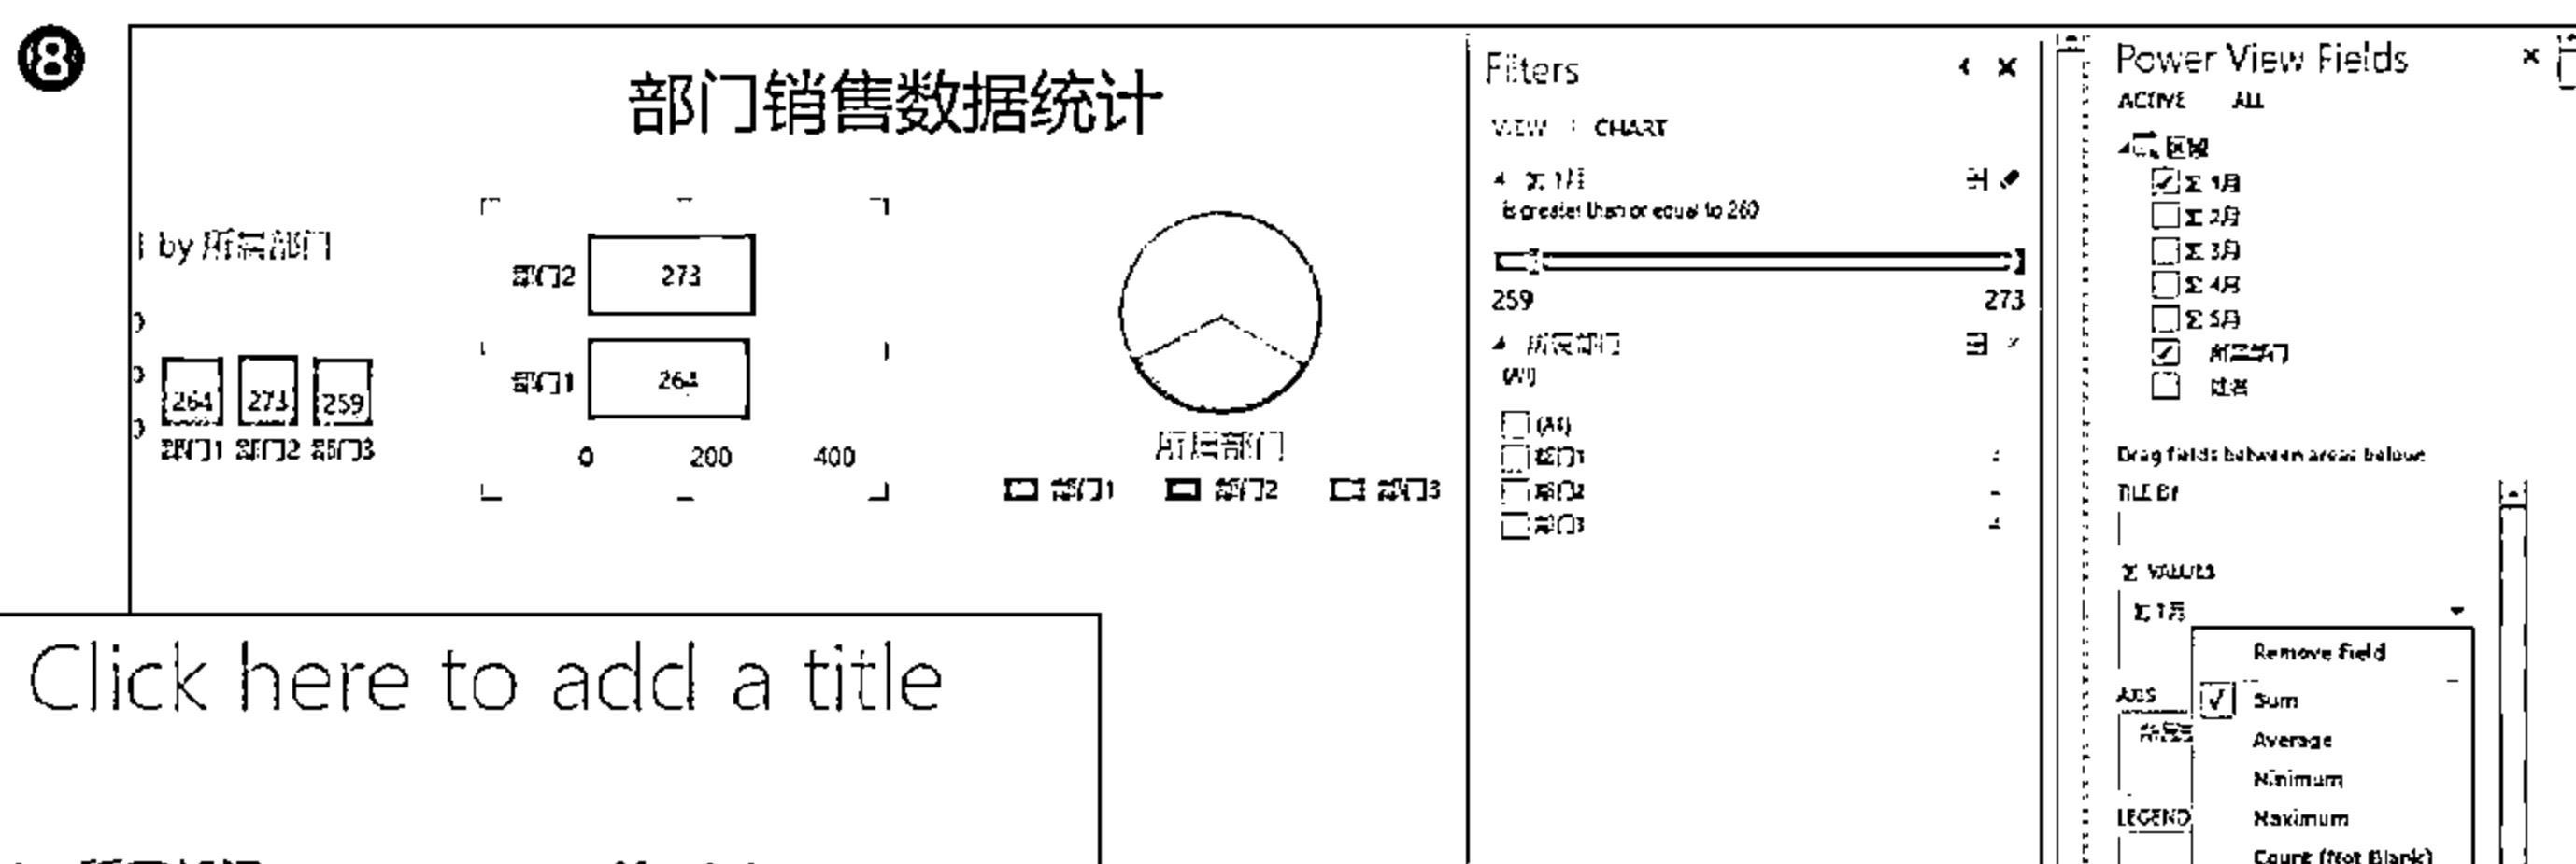 8
部门销售数据统计
by 所属部门
264 273 259
部门1 部门2 部门3
部门2 273
部门1 264
0 200 400
所属部门
部门1 部门2 部门3
Click here to add a title
Filters
VIEW | CHART
Σ 1月
is greater than or equal to 260
259 273
所属部门
(All)
(All)
部门1
部门2
部门3
Power View Fields
ACTIVE ALL
区域
Σ 1月
Σ 2月
Σ 3月
Σ 4月
Σ 5月
所属部门
姓名
Drag fields between areas below:
TILE BY
Σ VALUES
Σ 1月
Remove Field
AXIS
Sum
Average
Minimum
LEGEND
Maximum
Count (Not Blank)